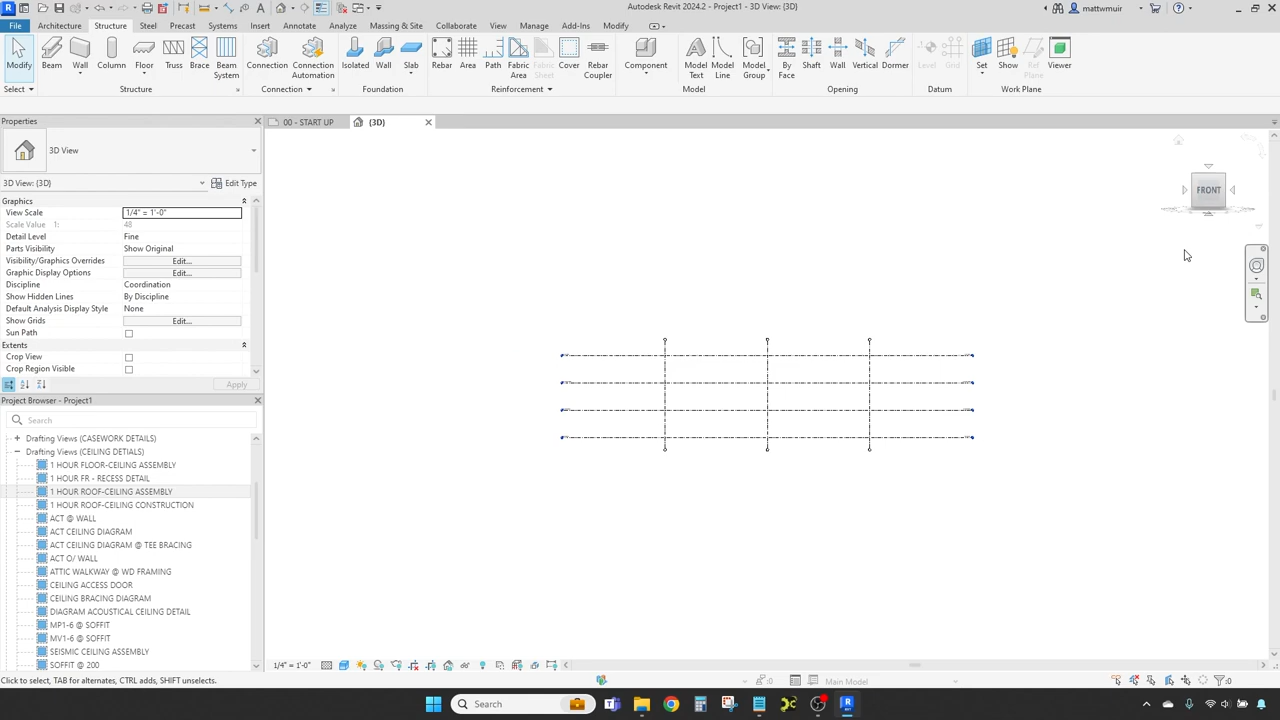 Autodesk Revit 2024.2 - Project1 - 3D View: {3D}
mattwmuir
File Architecture Structure Steel Precast Systems Insert Annotate Analyze Massing & Site Collaborate View Manage Add-Ins Modify
Modify Beam Wall Column Floor Truss Brace Beam System Connection Connection Automation Isolated Wall Slab Rebar Area Path Fabric Area Fabric Sheet Cover Rebar Coupler Component Model Text Model Line Model Group By Face Shaft Wall Vertical Dormer Level Grid Set Show Ref Plane Viewer
Select Structure Connection Foundation Reinforcement Model Opening Datum Work Plane
Properties
00 - START UP
{3D}
3D View
3D View: {3D}
Edit Type
Graphics
View Scale 1/4" = 1'-0"
Scale Value 1: 48
Detail Level Fine
Parts Visibility Show Original
Visibility/Graphics Overrides Edit...
Graphic Display Options Edit...
Discipline Coordination
Show Hidden Lines By Discipline
Default Analysis Display Style None
Show Grids Edit...
Sun Path
Extents
Crop View
Crop Region Visible
Apply
FRONT
Project Browser - Project1
Search
Drafting Views (CASEWORK DETAILS)
Drafting Views (CEILING DETIALS)
1 HOUR FLOOR-CEILING ASSEMBLY
1 HOUR FR - RECESS DETAIL
1 HOUR ROOF-CEILING ASSEMBLY
1 HOUR ROOF-CEILING CONSTRUCTION
ACT @ WALL
ACT CEILING DIAGRAM
ACT CEILING DIAGRAM @ TEE BRACING
ACT O/ WALL
ATTIC WALKWAY @ WD FRAMING
CEILING ACCESS DOOR
CEILING BRACING DIAGRAM
DIAGRAM ACOUSTICAL CEILING DETAIL
MP1-6 @ SOFFIT
MV1-6 @ SOFFIT
SEISMIC CEILING ASSEMBLY
SOFFIT @ 200
1/4" = 1'-0"
Click to select, TAB for alternates, CTRL adds, SHIFT unselects.
:0
Main Model
:0
Search